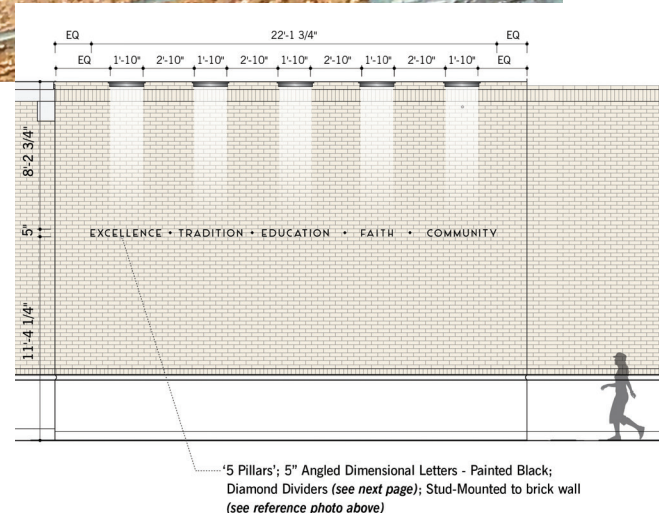 EQ 22'-1 3/4" EQ
EQ 1'-10" 2'-10" 1'-10" 2'-10" 1'-10" 2'-10" 1'-10" 2'-10" 1'-10" EQ
8'-2 3/4"
5"
11'-4 1/4"
EXCELLENCE • TRADITION • EDUCATION • FAITH • COMMUNITY
‘5 Pillars’; 5” Angled Dimensional Letters - Painted Black;
Diamond Dividers (see next page); Stud-Mounted to brick wall
(see reference photo above)